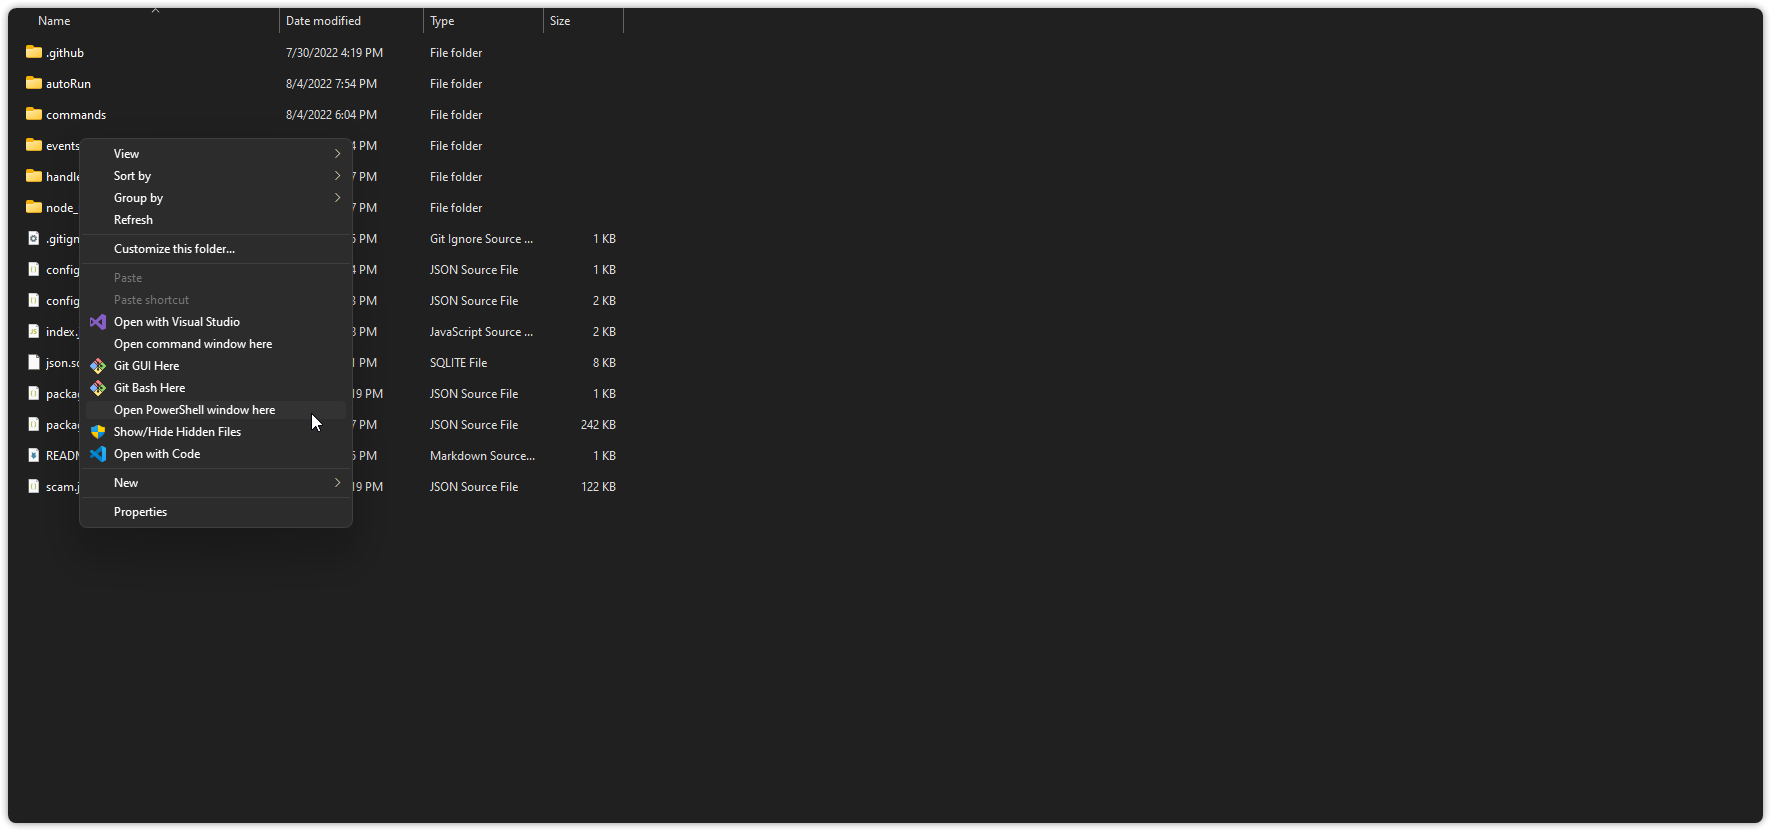 Name Date modified Type Size
.github 7/30/2022 4:19 PM File folder
autoRun 8/4/2022 7:54 PM File folder
commands 8/4/2022 6:04 PM File folder
events 4 PM File folder
View
handle 7 PM File folder
Sort by
Group by
node_ 7 PM File folder
Refresh
.gitign PM Git Ignore Source ... 1 KB
Customize this folder...
config 4 PM JSON Source File 1 KB
Paste
config 3 PM JSON Source File 2 KB
Paste shortcut
Open with Visual Studio
index. PM JavaScript Source ... 2 KB
Open command window here
json.s PM SQLITE File 8 KB
Git GUI Here
Git Bash Here
packa 19 PM JSON Source File 1 KB
Open PowerShell window here
packa 7 PM JSON Source File 242 KB
Show/Hide Hidden Files
READ PM Markdown Source... 1 KB
Open with Code
New
scam.j 19 PM JSON Source File 122 KB
Properties